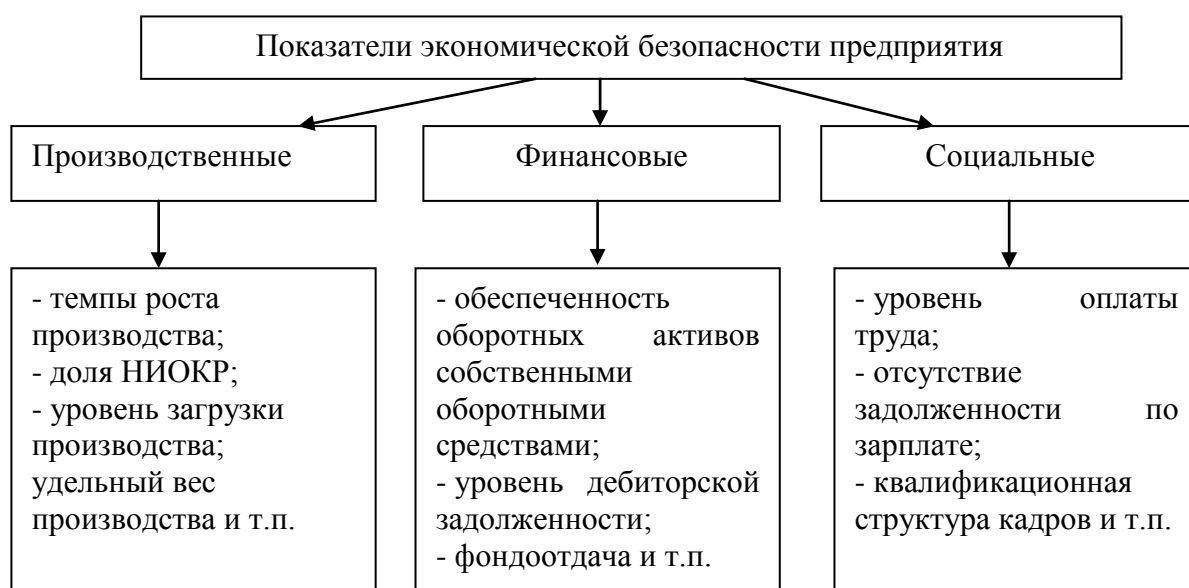 Показатели экономической безопасности предприятия
Производственные
Финансовые
Социальные
- темпы роста
производства;
- доля НИОКР;
- уровень загрузки
производства;
удельный вес
производства и т.п.
- обеспеченность
оборотных активов
собственными
оборотными
средствами;
- уровень дебиторской
задолженности;
- фондоотдача и т.п.
- уровень оплаты
труда;
- отсутствие
задолженности по
зарплате;
- квалификационная
структура кадров и т.п.